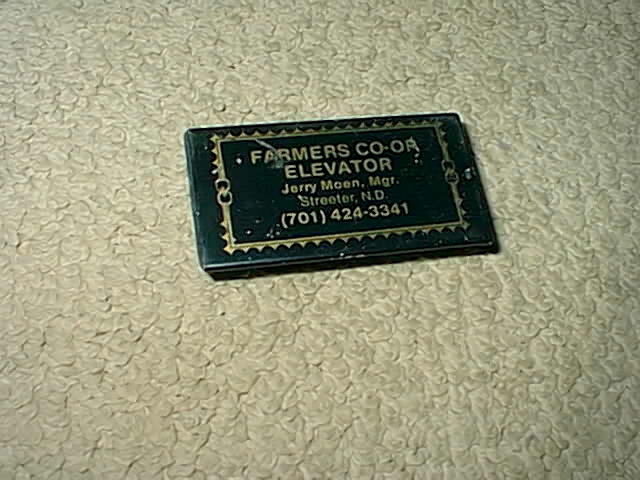 FARMERS CO-OP
ELEVATOR
Jerry Moen, Mgr.
Streeter, N.D.
(701) 424-3341